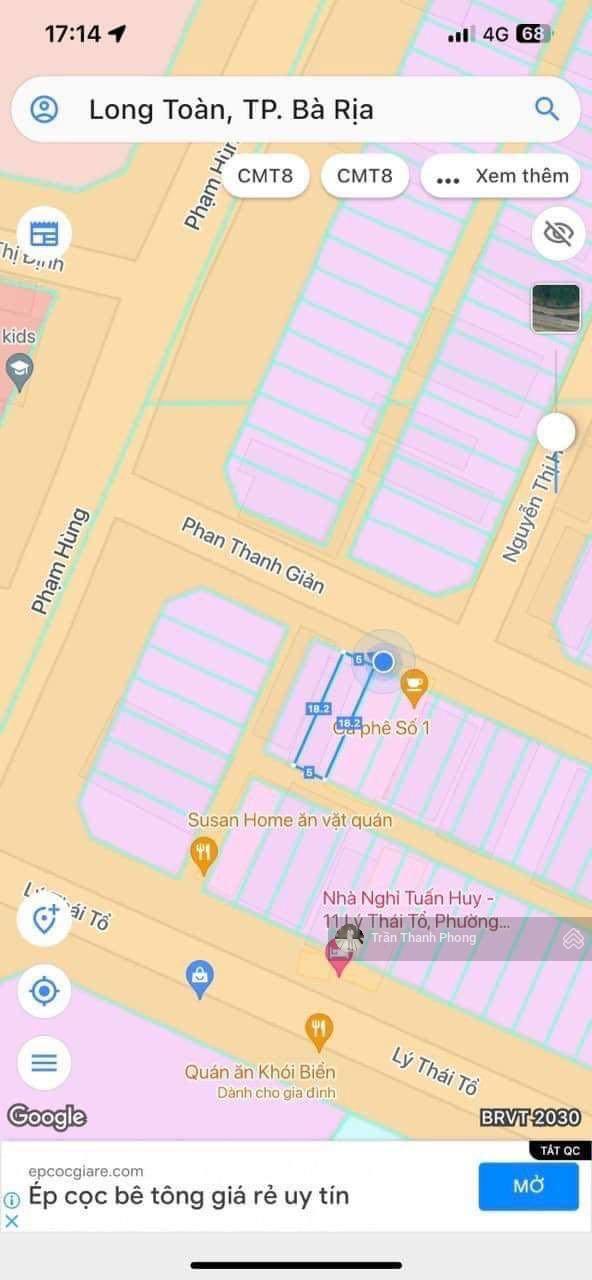 17:14
4G 68
Long Toàn, TP. Bà Rịa
CMT8
CMT8
Xem thêm
Phạm Hùng
Thị Định
kids
Phạm Hùng
Nguyễn Thị
Phan Thanh Giản
5
18.2
18.2
Cà phê Số 1
5
Susan Home ăn vặt quán
Lý Thái Tổ
Nhà Nghỉ Tuấn Huy -
11 Lý Thái Tổ, Phường...
Trần Thanh Phong
Quán ăn Khói Biển
Dành cho gia đình
Lý Thái Tổ
Google
BRVT-2030
TẮT QC
epcocgiare.com
Ép cọc bê tông giá rẻ uy tín
MỞ